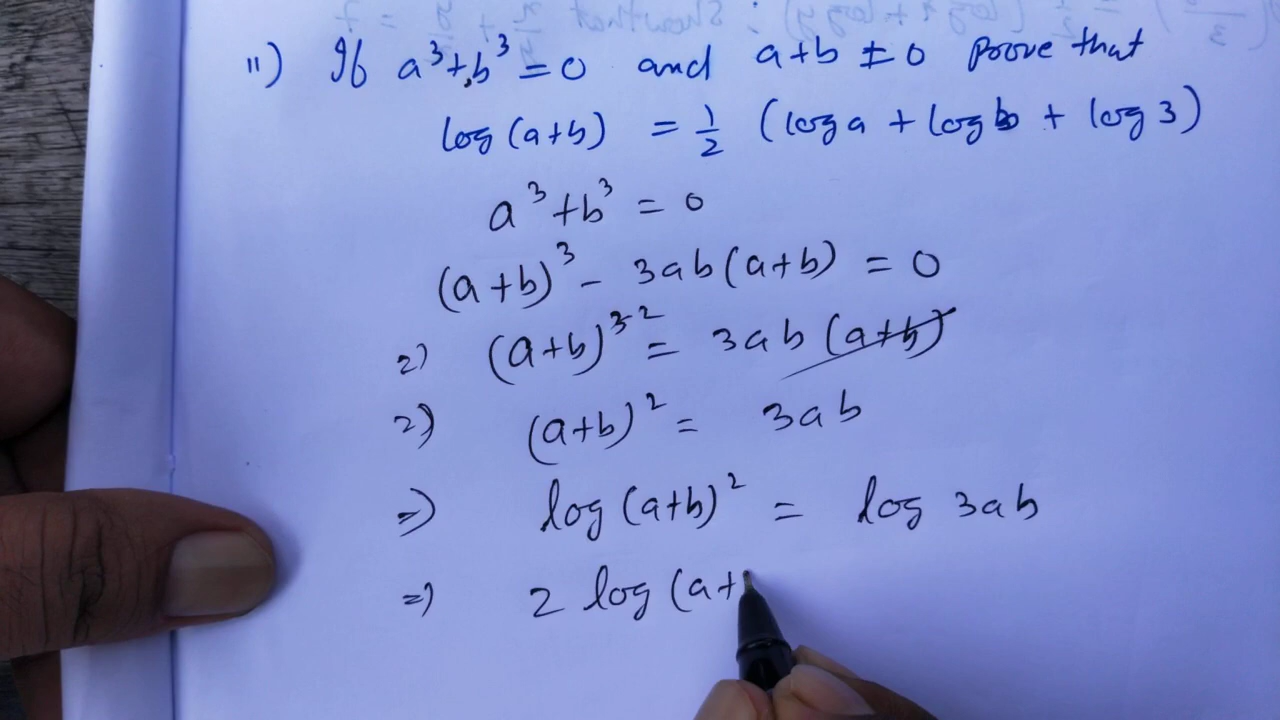 11) If a³+b³=0 and a+b≠0 prove that
log(a+b) = 1/2 (log a + log b + log 3)
a³+b³ = 0
(a+b)³ - 3ab(a+b) = 0
=) (a+b)³ ² = 3ab (a+b)
=) (a+b)² = 3ab
=) log(a+b)² = log 3ab
=) 2 log (a+